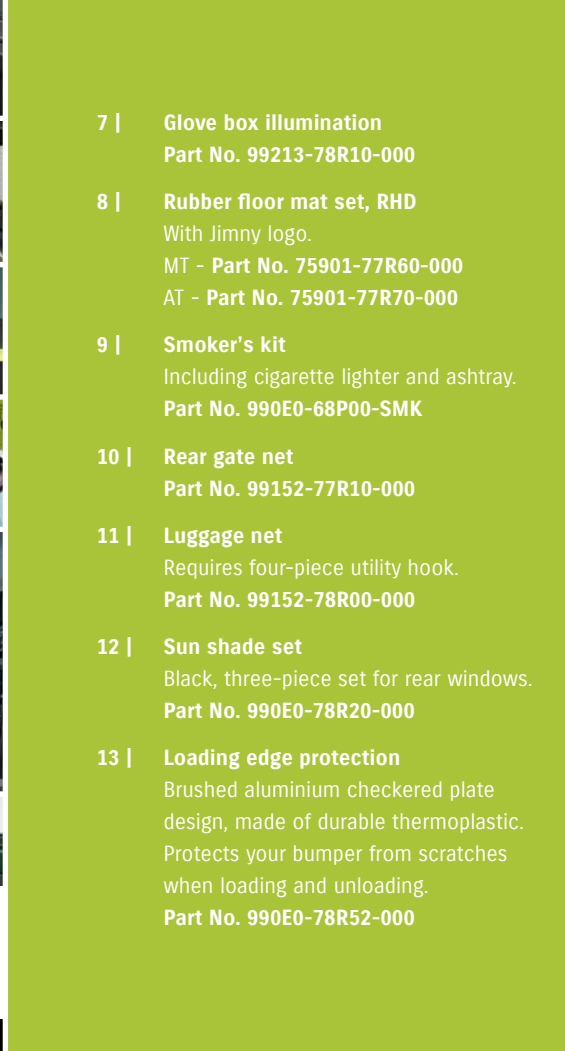 7 | Glove box illumination
Part No. 99213-78R10-000
8 | Rubber floor mat set, RHD
With Jimny logo.
MT - Part No. 75901-77R60-000
AT - Part No. 75901-77R70-000
9 | Smoker’s kit
Including cigarette lighter and ashtray.
Part No. 990E0-68P00-SMK
10 | Rear gate net
Part No. 99152-77R10-000
11 | Luggage net
Requires four-piece utility hook.
Part No. 99152-78R00-000
12 | Sun shade set
Black, three-piece set for rear windows.
Part No. 990E0-78R20-000
13 | Loading edge protection
Brushed aluminium checkered plate
design, made of durable thermoplastic.
Protects your bumper from scratches
when loading and unloading.
Part No. 990E0-78R52-000